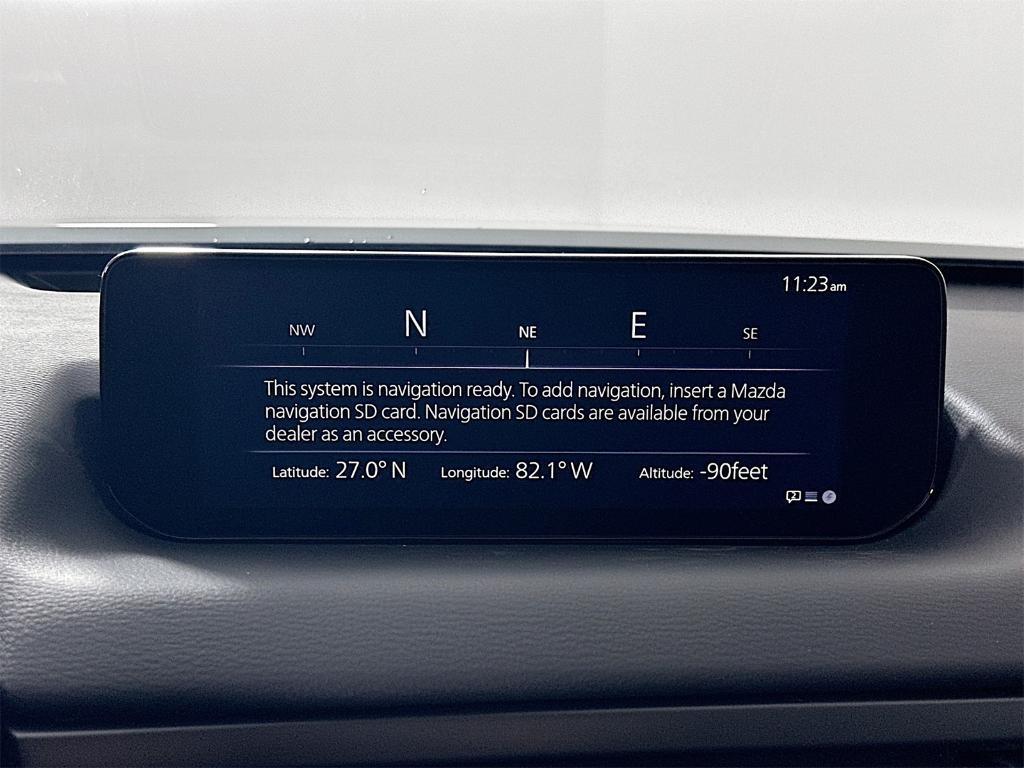 11:23am
NW N NE E SE
This system is navigation ready. To add navigation, insert a Mazda
navigation SD card. Navigation SD cards are available from your
dealer as an accessory.
Latitude: 27.0° N Longitude: 82.1° W Altitude: -90feet
2